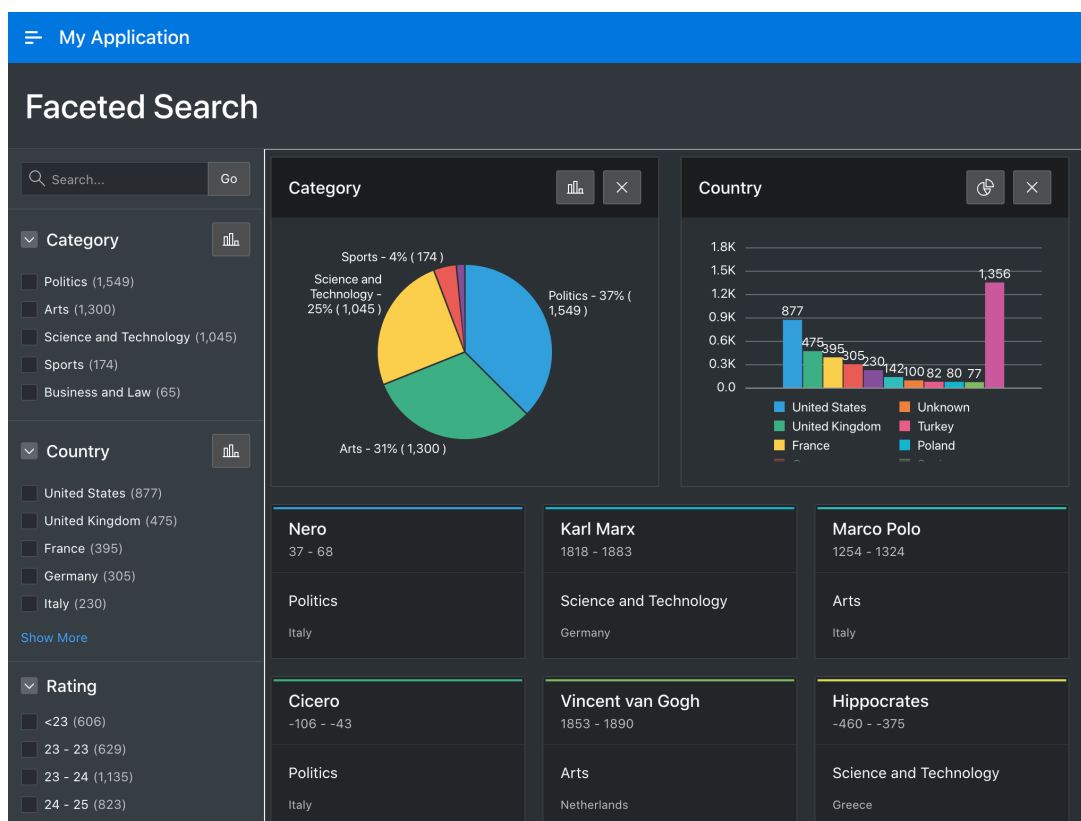 My Application
Faceted Search
Search...
Go
Category
Politics (1,549)
Arts (1,300)
Science and Technology (1,045)
Sports (174)
Business and Law (65)
Country
United States (877)
United Kingdom (475)
France (395)
Germany (305)
Italy (230)
Show More
Rating
<23 (606)
23 - 23 (629)
23 - 24 (1,135)
24 - 25 (823)
Category
Sports - 4% ( 174 )
Science and
Technology -
25% ( 1,045 )
Politics - 37% (
1,549 )
Arts - 31% ( 1,300 )
Country
1.8K
1.5K
1.2K
0.9K
0.6K
0.3K
0.0
877
475
395
305
230
142
100
82
80
77
1,356
United States
Unknown
United Kingdom
Turkey
France
Poland
Nero
37 - 68
Politics
Italy
Karl Marx
1818 - 1883
Science and Technology
Germany
Marco Polo
1254 - 1324
Arts
Italy
Cicero
-106 - -43
Politics
Italy
Vincent van Gogh
1853 - 1890
Arts
Netherlands
Hippocrates
-460 - -375
Science and Technology
Greece